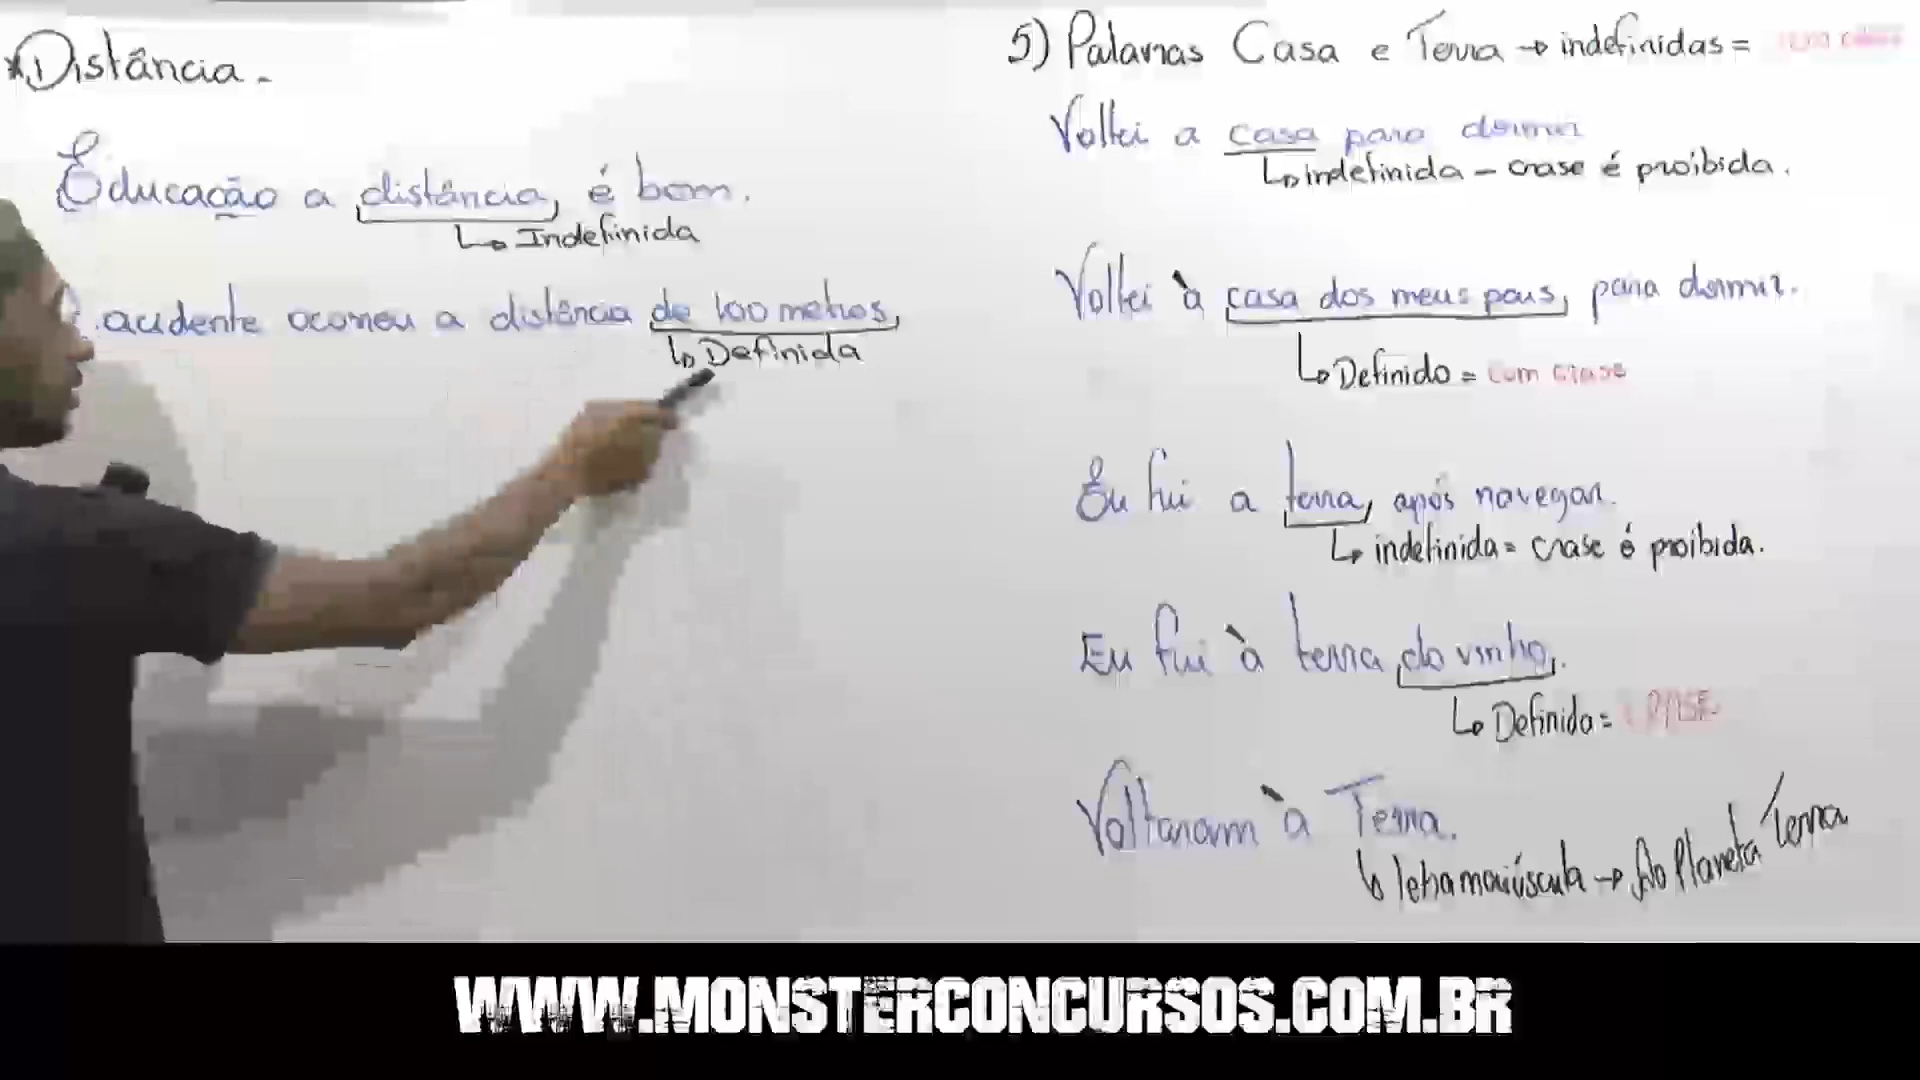 *Distância.
Educação a distância, é bom.
↳ Indefinida
acidente ocorreu a distância de 100 metros,
↳ Definida
5) Palavras Casa e Terra → indefinidas =
Voltei a casa para dormir
↳ indefinida - crase é proibida.
Voltei à casa dos meus pais, para dormir.
↳ Definido = com crase
Eu fui a terra, após navegar.
↳ indefinida = crase é proibida.
Eu fui à terra do vinho.
↳ Definida = CRASE
Voltaram à Terra.
↳ letra maiúscula → Ao Planeta Terra
WWW.MONSTERCONCURSOS.COM.BR